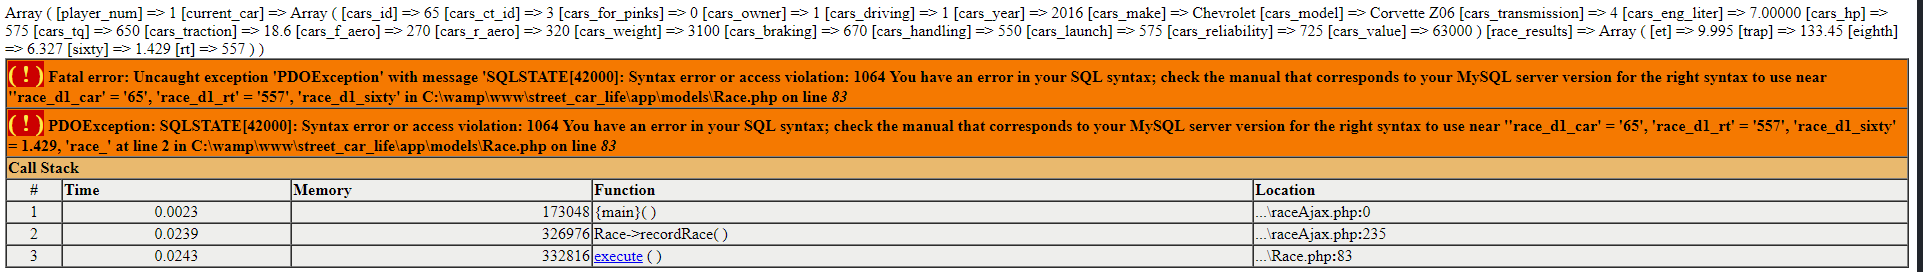 Array ( [player_num] => 1 [current_car] => Array ( [cars_id] => 65 [cars_ct_id] => 3 [cars_for_pinks] => 0 [cars_owner] => 1 [cars_driving] => 1 [cars_year] => 2016 [cars_make] => Chevrolet [cars_model] => Corvette Z06 [cars_transmission] => 4 [cars_eng_liter] => 7.00000 [cars_hp] =>
575 [cars_tq] => 650 [cars_traction] => 18.6 [cars_f_aero] => 270 [cars_r_aero] => 320 [cars_weight] => 3100 [cars_braking] => 670 [cars_handling] => 550 [cars_launch] => 575 [cars_reliability] => 725 [cars_value] => 63000 ) [race_results] => Array ( [et] => 9.995 [trap] => 133.45 [eighth]
=> 6.327 [sixty] => 1.429 [rt] => 557 ) )
( ! ) Fatal error: Uncaught exception 'PDOException' with message 'SQLSTATE[42000]: Syntax error or access violation: 1064 You have an error in your SQL syntax; check the manual that corresponds to your MySQL server version for the right syntax to use near
''race_d1_car' = '65', 'race_d1_rt' = '557', 'race_d1_sixty' in C:\wamp\www\street_car_life\app\models\Race.php on line 83
( ! ) PDOException: SQLSTATE[42000]: Syntax error or access violation: 1064 You have an error in your SQL syntax; check the manual that corresponds to your MySQL server version for the right syntax to use near ''race_d1_car' = '65', 'race_d1_rt' = '557', 'race_d1_sixty'
= 1.429, 'race_' at line 2 in C:\wamp\www\street_car_life\app\models\Race.php on line 83
Call Stack
# Time Memory Function Location
1 0.0023 173048 {main}( ) ...\raceAjax.php:0
2 0.0239 326976 Race->recordRace( ) ...\raceAjax.php:235
3 0.0243 332816 execute ( ) ...\Race.php:83